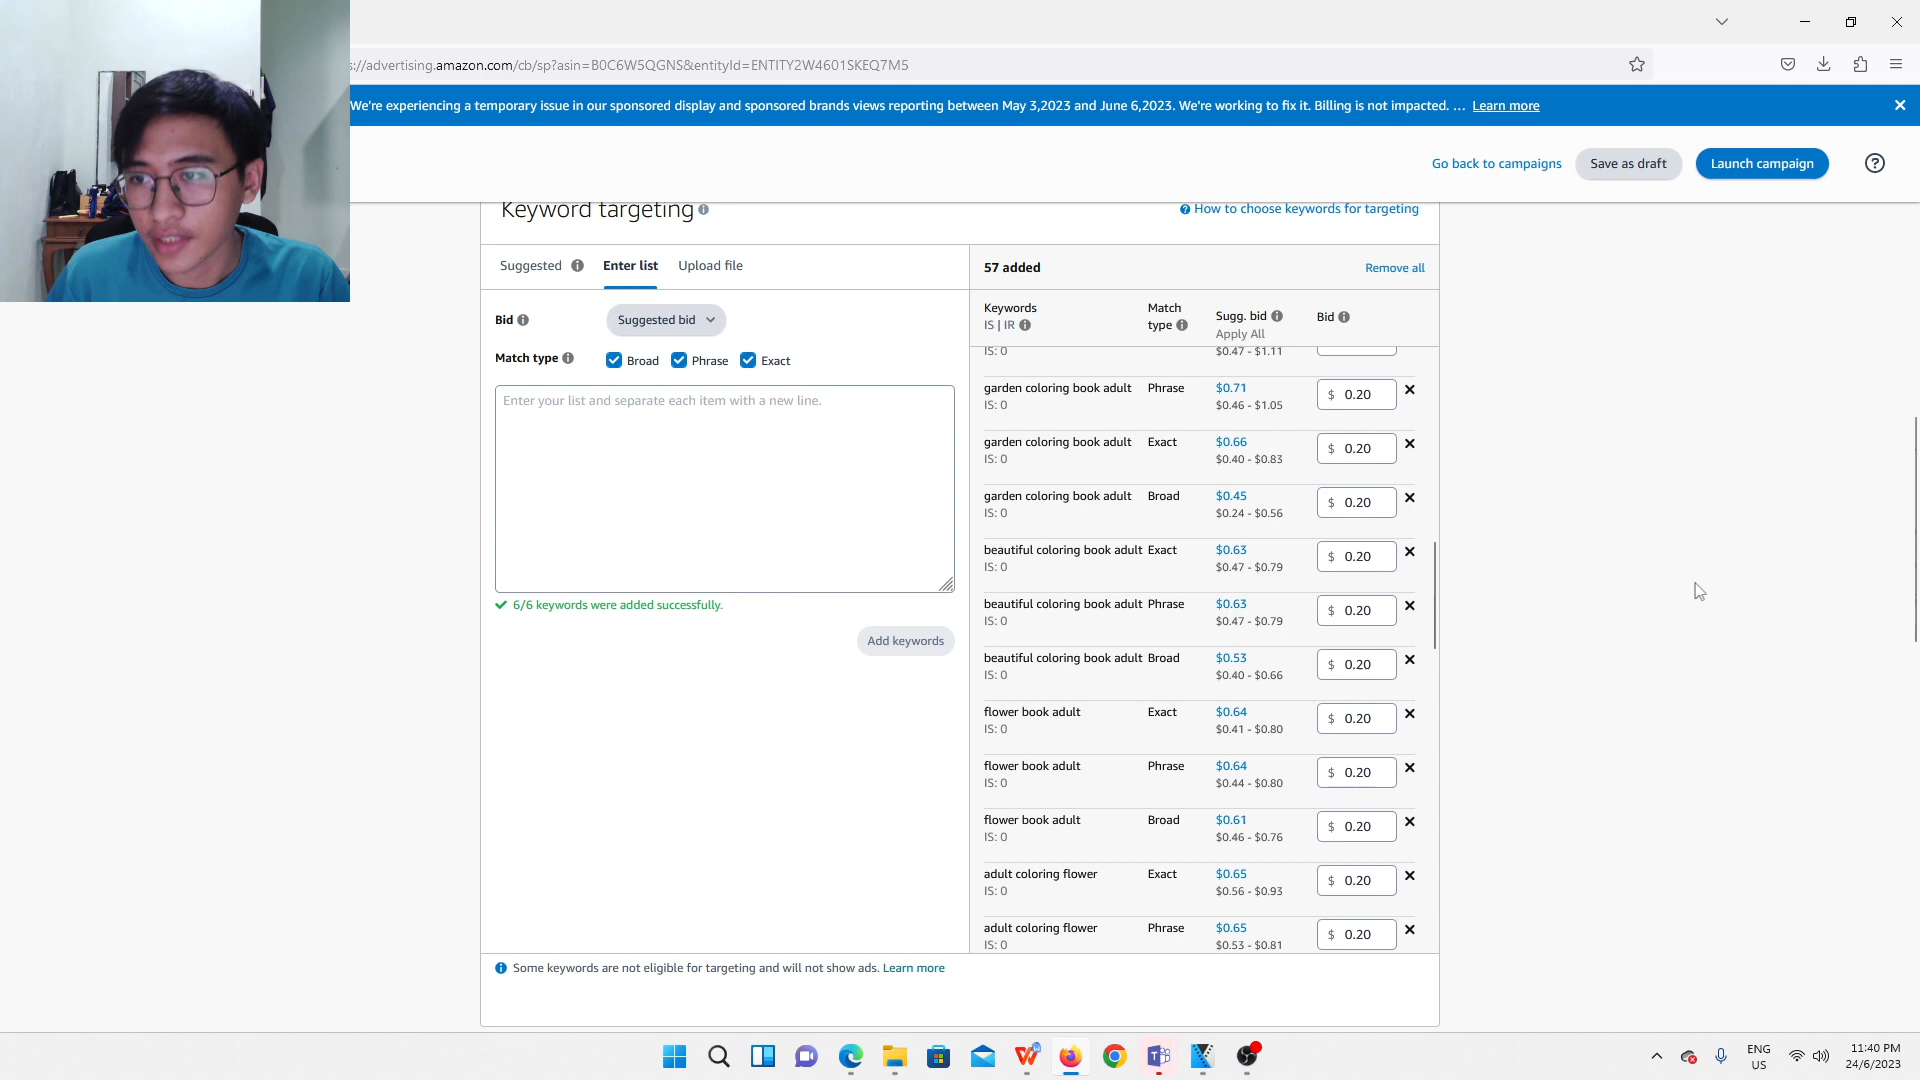 s://advertising.amazon.com/cb/sp?asin=B0C6W5QGNS&entityId=ENTITY2W4601SKEQ7M5
We're experiencing a temporary issue in our sponsored display and sponsored brands views reporting between May 3,2023 and June 6,2023. We're working to fix it. Billing is not impacted. ... Learn more
Go back to campaigns
Save as draft
Launch campaign
Keyword targeting
How to choose keywords for targeting
Suggested
Enter list
Upload file
57 added
Remove all
Bid
Suggested bid
Match type
Broad
Phrase
Exact
Enter your list and separate each item with a new line.
6/6 keywords were added successfully.
Add keywords
Keywords
IS | IR
Match
type
Sugg. bid
Apply All
Bid
IS: 0
$0.47 - $1.11
garden coloring book adult Phrase $0.71 $ 0.20
IS: 0 $0.46 - $1.05
garden coloring book adult Exact $0.66 $ 0.20
IS: 0 $0.40 - $0.83
garden coloring book adult Broad $0.45 $ 0.20
IS: 0 $0.24 - $0.56
beautiful coloring book adult Exact $0.63 $ 0.20
IS: 0 $0.47 - $0.79
beautiful coloring book adult Phrase $0.63 $ 0.20
IS: 0 $0.47 - $0.79
beautiful coloring book adult Broad $0.53 $ 0.20
IS: 0 $0.40 - $0.66
flower book adult Exact $0.64 $ 0.20
IS: 0 $0.41 - $0.80
flower book adult Phrase $0.64 $ 0.20
IS: 0 $0.44 - $0.80
flower book adult Broad $0.61 $ 0.20
IS: 0 $0.46 - $0.76
adult coloring flower Exact $0.65 $ 0.20
IS: 0 $0.56 - $0.93
adult coloring flower Phrase $0.65 $ 0.20
IS: 0 $0.53 - $0.81
Some keywords are not eligible for targeting and will not show ads. Learn more
ENG
US
11:40 PM
24/6/2023